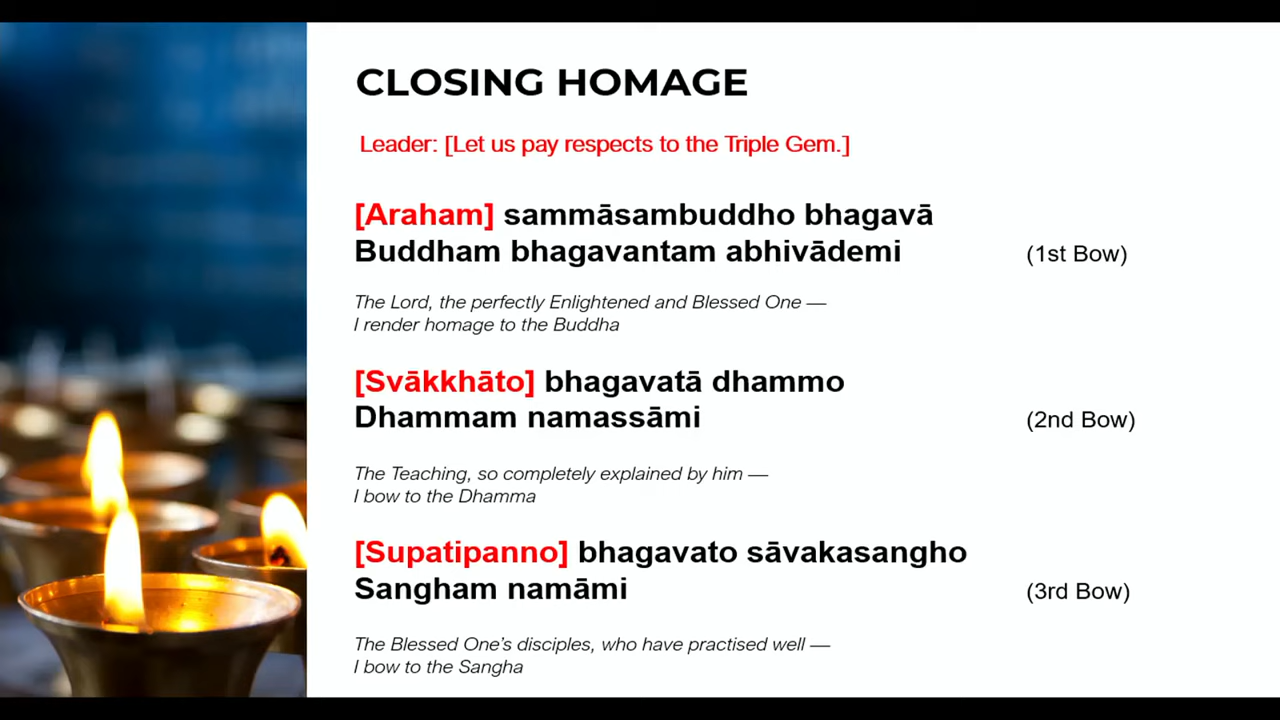 CLOSING HOMAGE
Leader: [Let us pay respects to the Triple Gem.]
[Araham] sammāsambuddho bhagavā
Buddham bhagavantam abhivādemi (1st Bow)
The Lord, the perfectly Enlightened and Blessed One —
I render homage to the Buddha
[Svākkhāto] bhagavatā dhammo
Dhammam namassāmi (2nd Bow)
The Teaching, so completely explained by him —
I bow to the Dhamma
[Supatipanno] bhagavato sāvakasangho
Sangham namāmi (3rd Bow)
The Blessed One’s disciples, who have practised well —
I bow to the Sangha